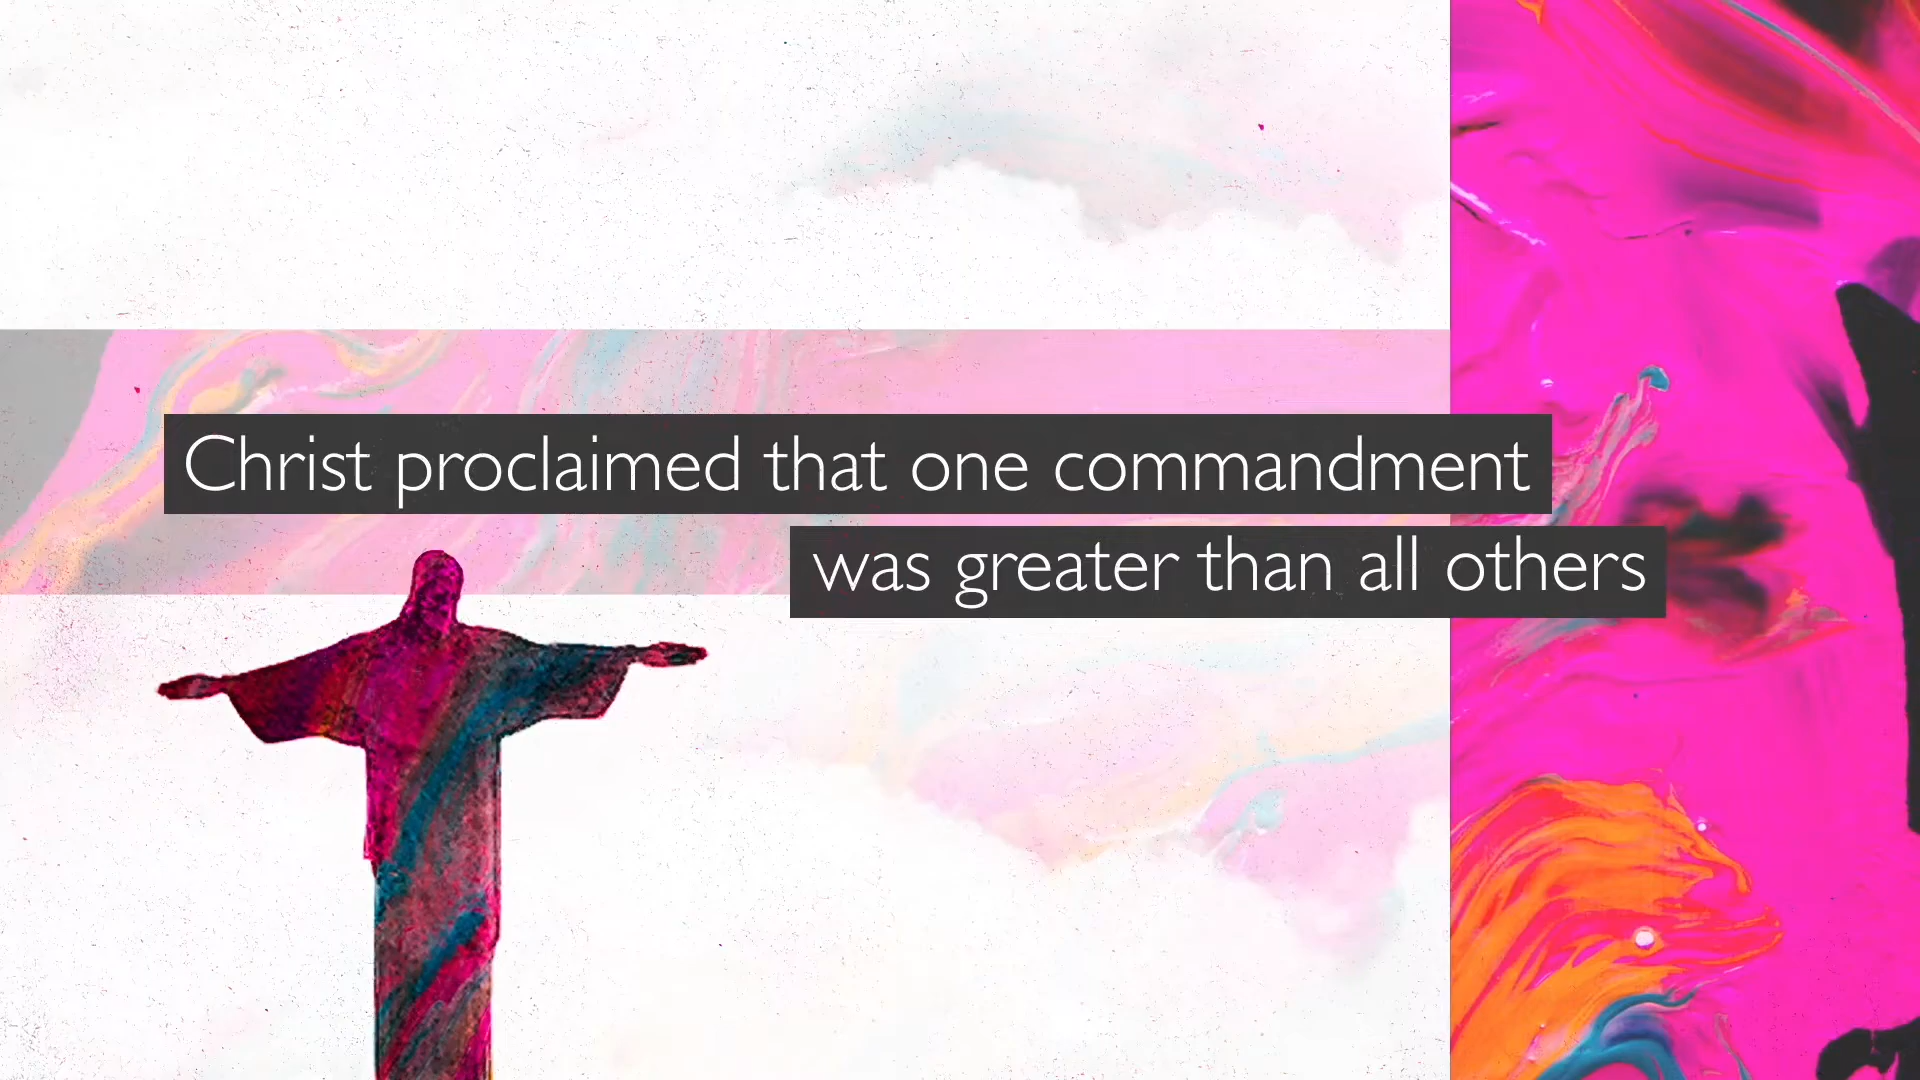 Christ proclaimed that one commandment
was greater than all others